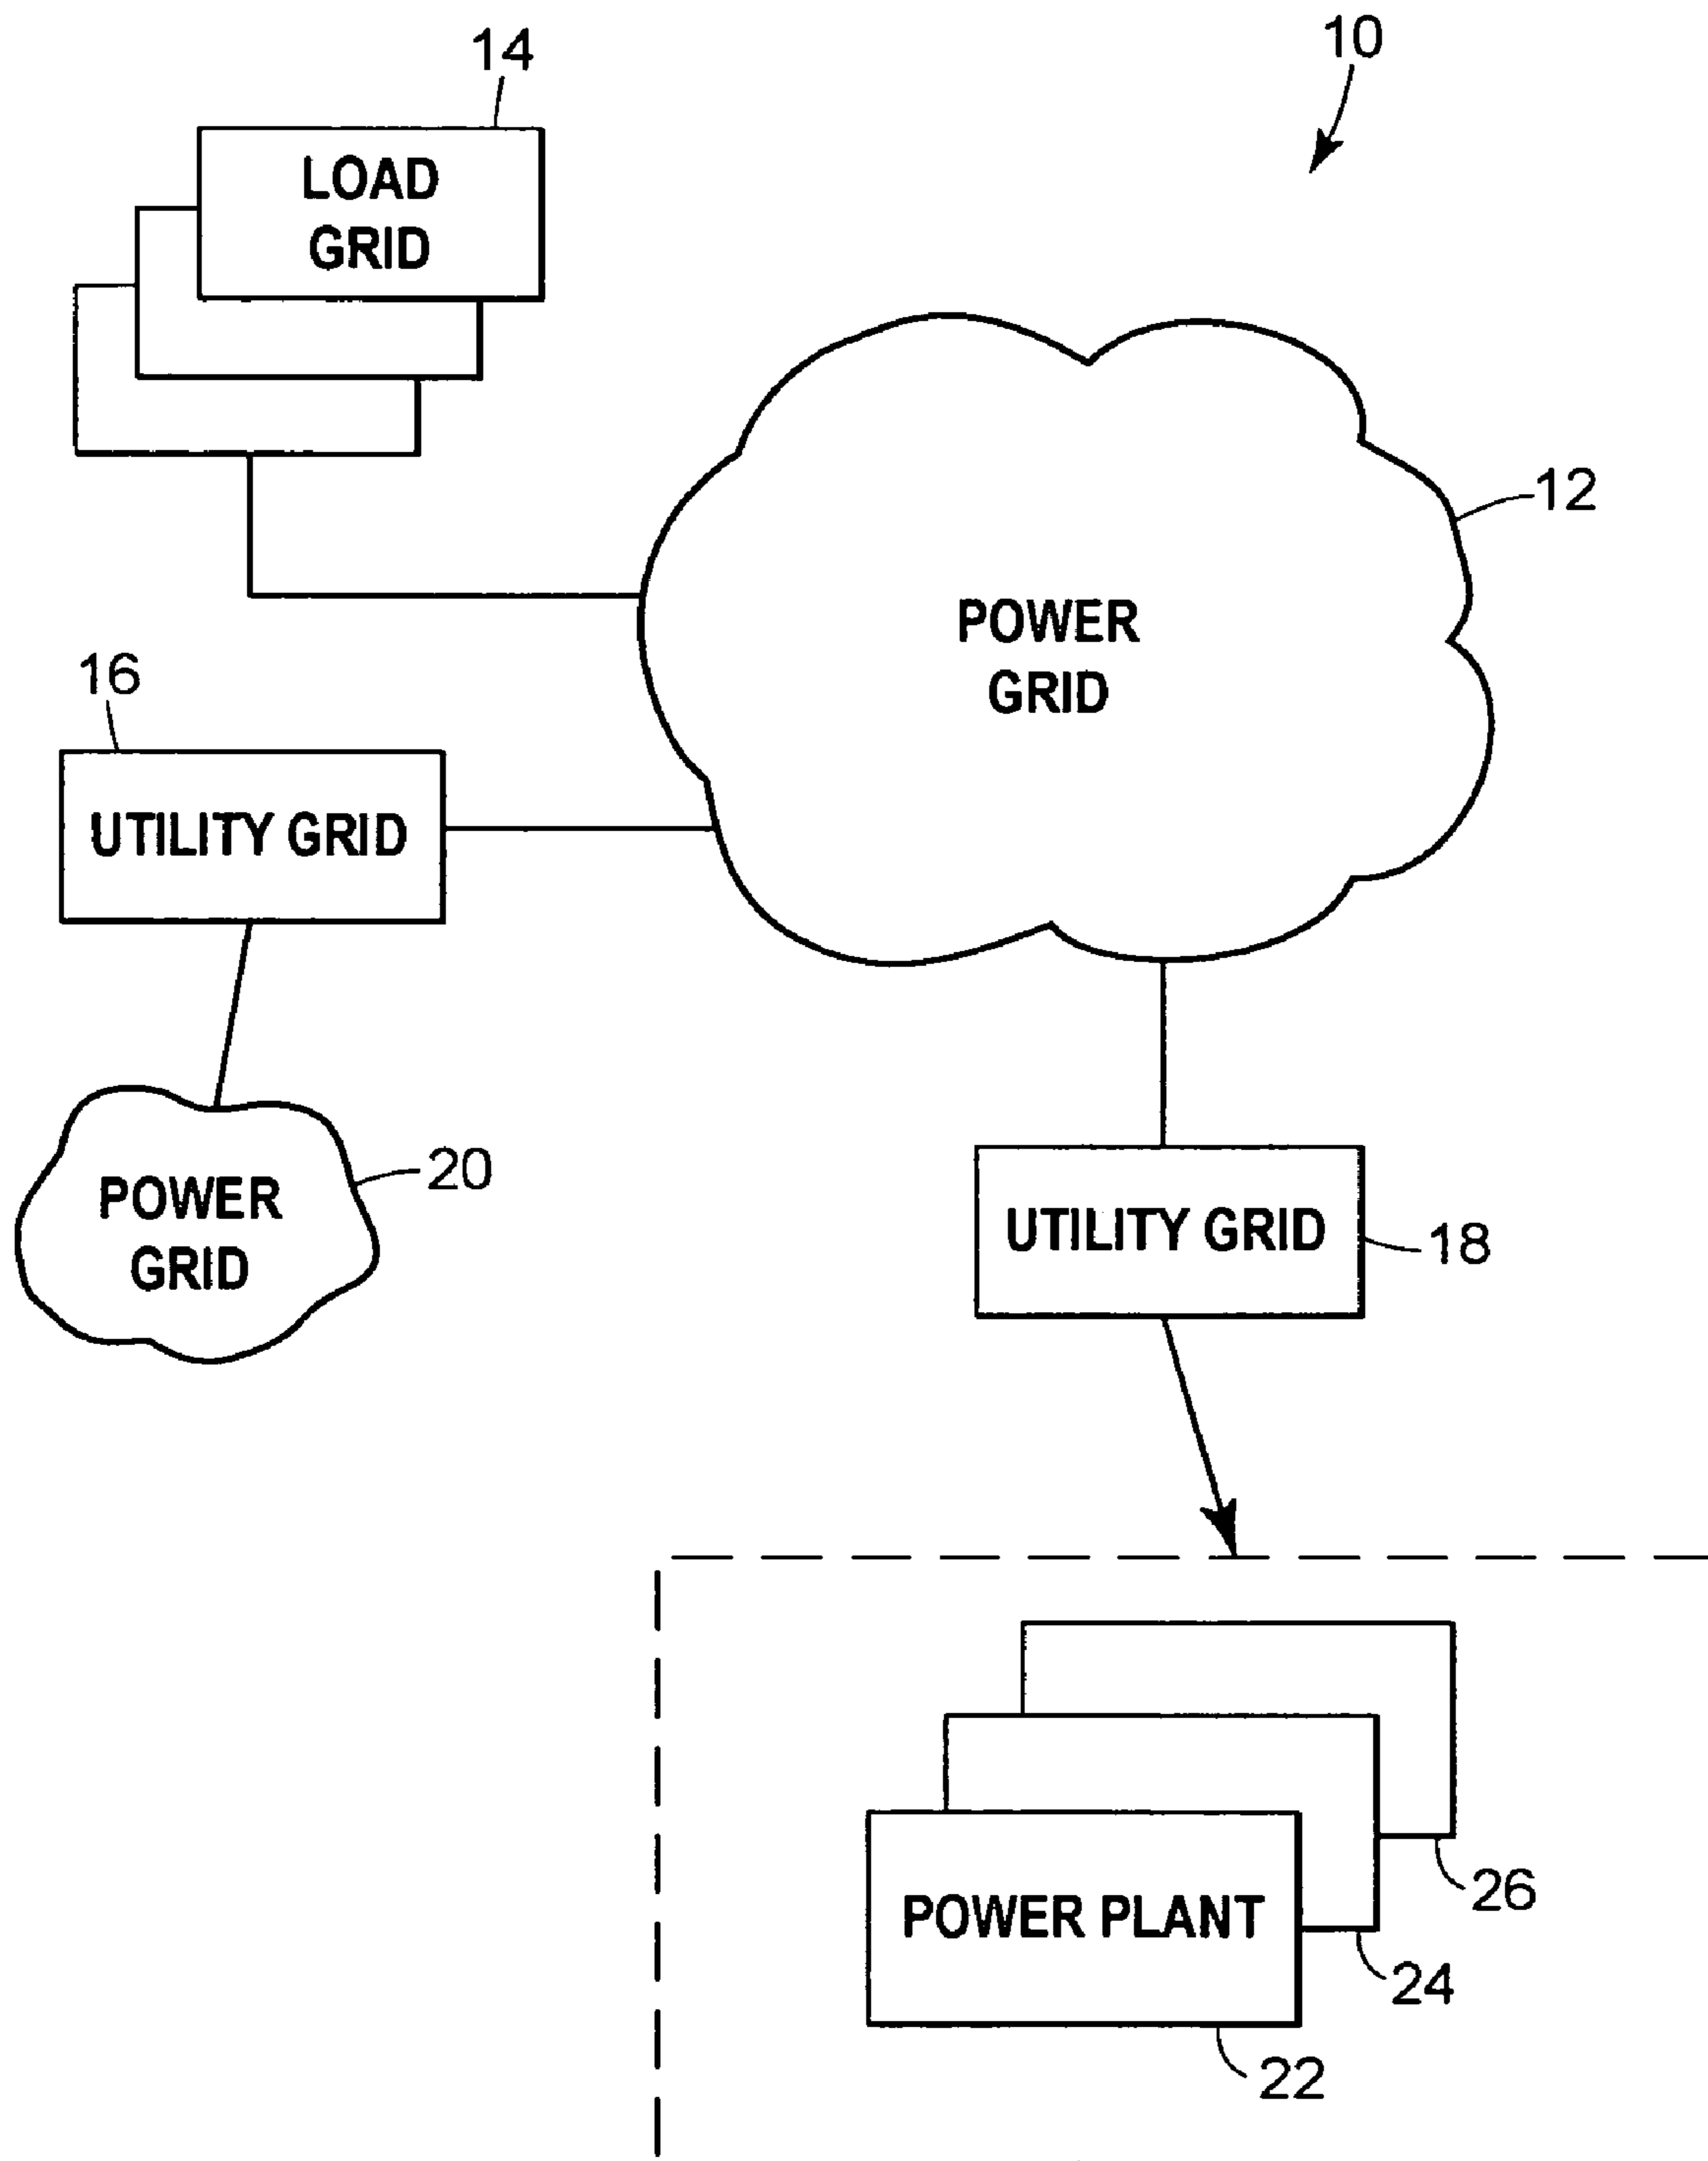 14
10
LOAD
GRID
12
POWER
GRID
16
UTILITY GRID
20
POWER
GRID
UTILITY GRID
18
26
POWER PLANT
24
22